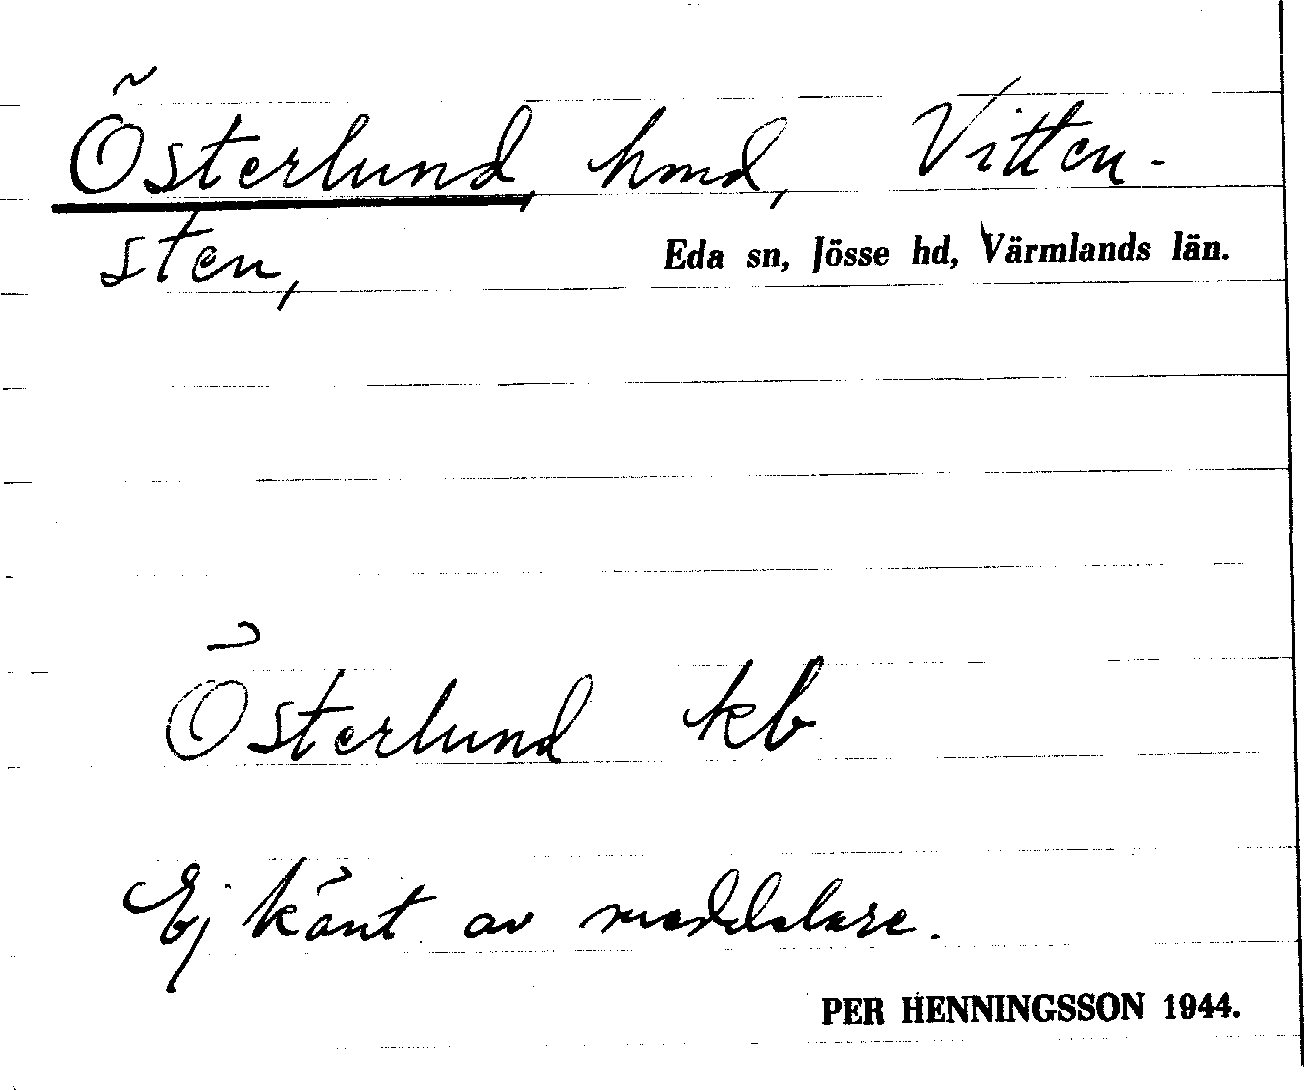 Österlund, hmd, Vitten-
sten,
Eda sn, Jösse hd, Värmlands län.
Österlund kb
Ej känt av meddelare.
PER HENNINGSSON 1944.